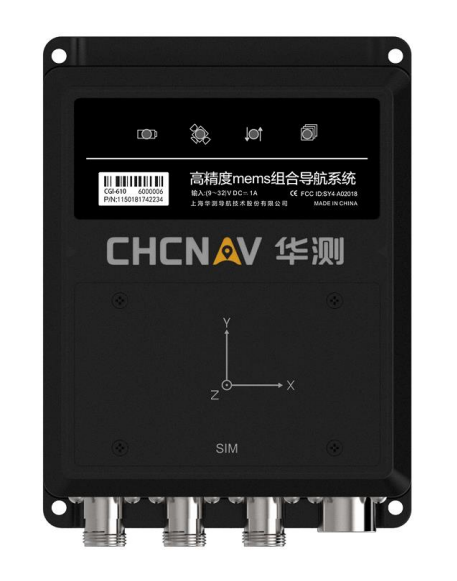 高精度mems组合导航系统
CGI-610 6000006
P/N:1150181742234
输入:(9~32)V DC⎓1A CE FCC ID:SY4-A02018
上海华测导航技术股份有限公司 MADE IN CHINA
CHCNAV 华测
Y
Z X
SIM